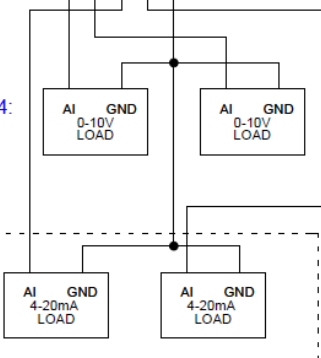 4:
AI GND
0-10V
LOAD
AI GND
0-10V
LOAD
AI GND
4-20mA
LOAD
AI GND
4-20mA
LOAD